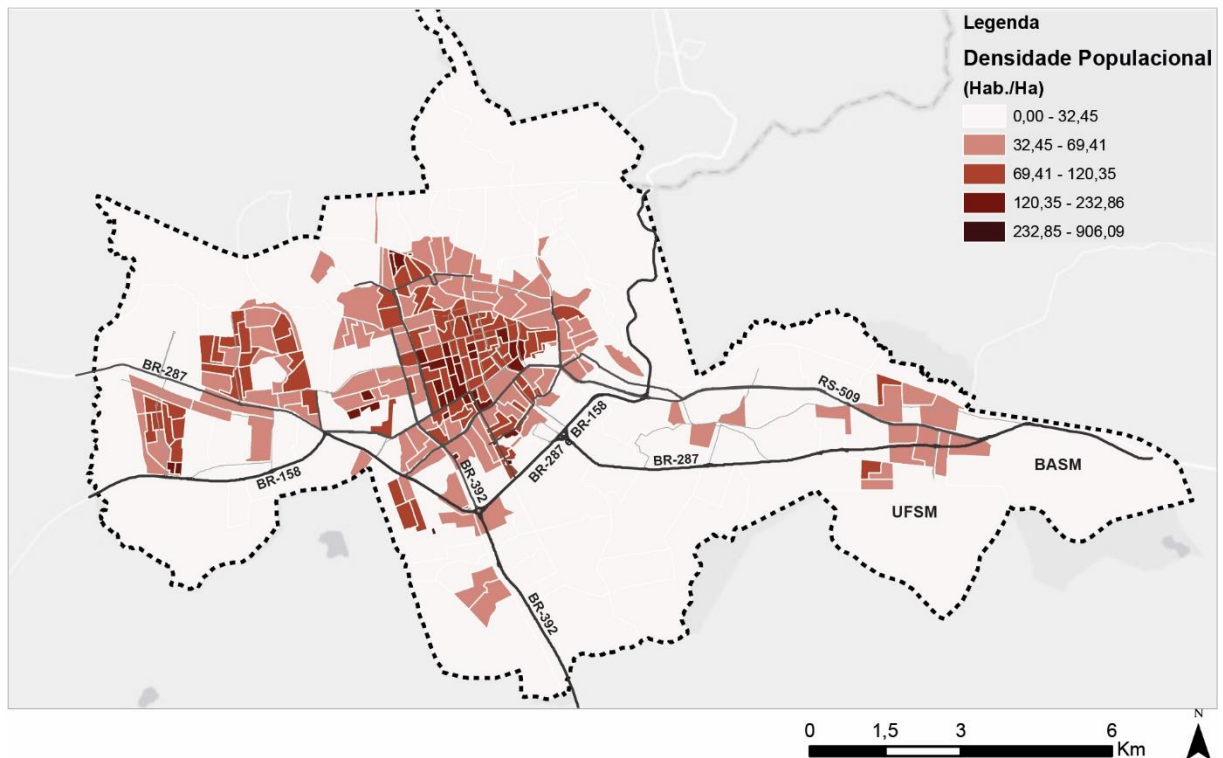 Legenda
Densidade Populacional
(Hab./Ha)
0,00 - 32,45
32,45 - 69,41
69,41 - 120,35
120,35 - 232,86
232,85 - 906,09
BR-287
BR-158
RS-509
BR-158
BR-287
BR-287
BR-392
BASM
UFSM
BR-392
N
0 1,5 3 6
Km